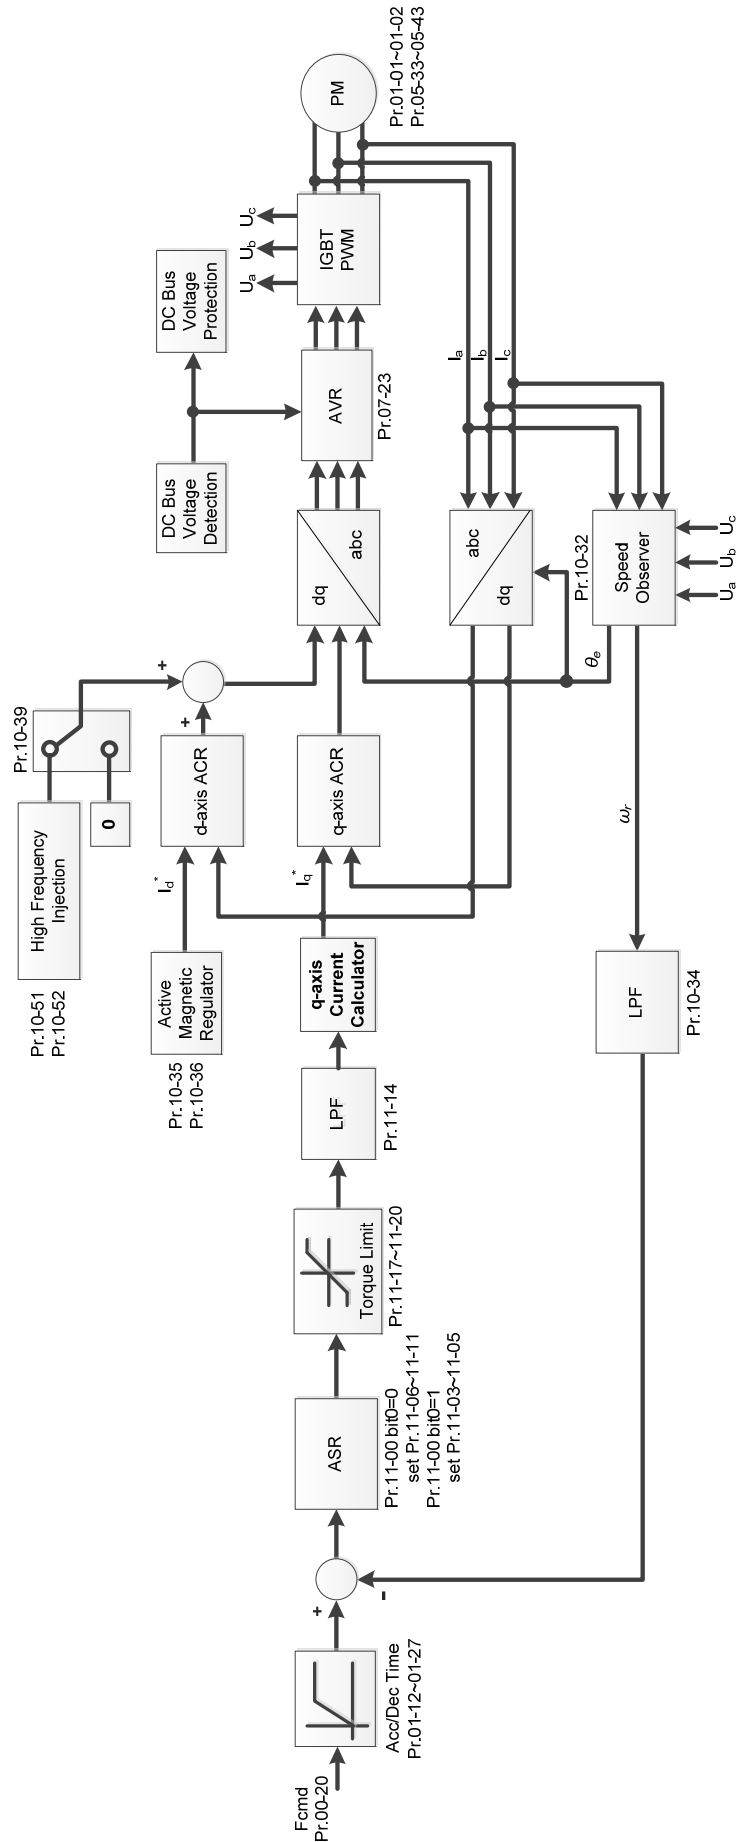 Fcmd
Pr.00-20
Acc/Dec Time
Pr.01-12~01-27
+
-
ASR
Pr.11-00 bit0=0
set Pr.11-06~11-11
Pr.11-00 bit0=1
set Pr.11-03~11-05
Torque Limit
Pr.11-17~11-20
LPF
Pr.11-14
q-axis
Current
Calculator
Iq*
Active
Magnetic
Regulator
Pr.10-35
Pr.10-36
Id*
High Frequency
Injection
Pr.10-51
Pr.10-52
0
Pr.10-39
d-axis ACR
q-axis ACR
+
+
dq
abc
DC Bus
Voltage
Detection
DC Bus
Voltage
Protection
AVR
Pr.07-23
IGBT
PWM
Ua
Ub
Uc
PM
Pr.01-01~01-02
Pr.05-33~05-43
Ia
Ib
Ic
abc
dq
Pr.10-32
Speed
Observer
Ua
Ub
Uc
θe
ωr
LPF
Pr.10-34